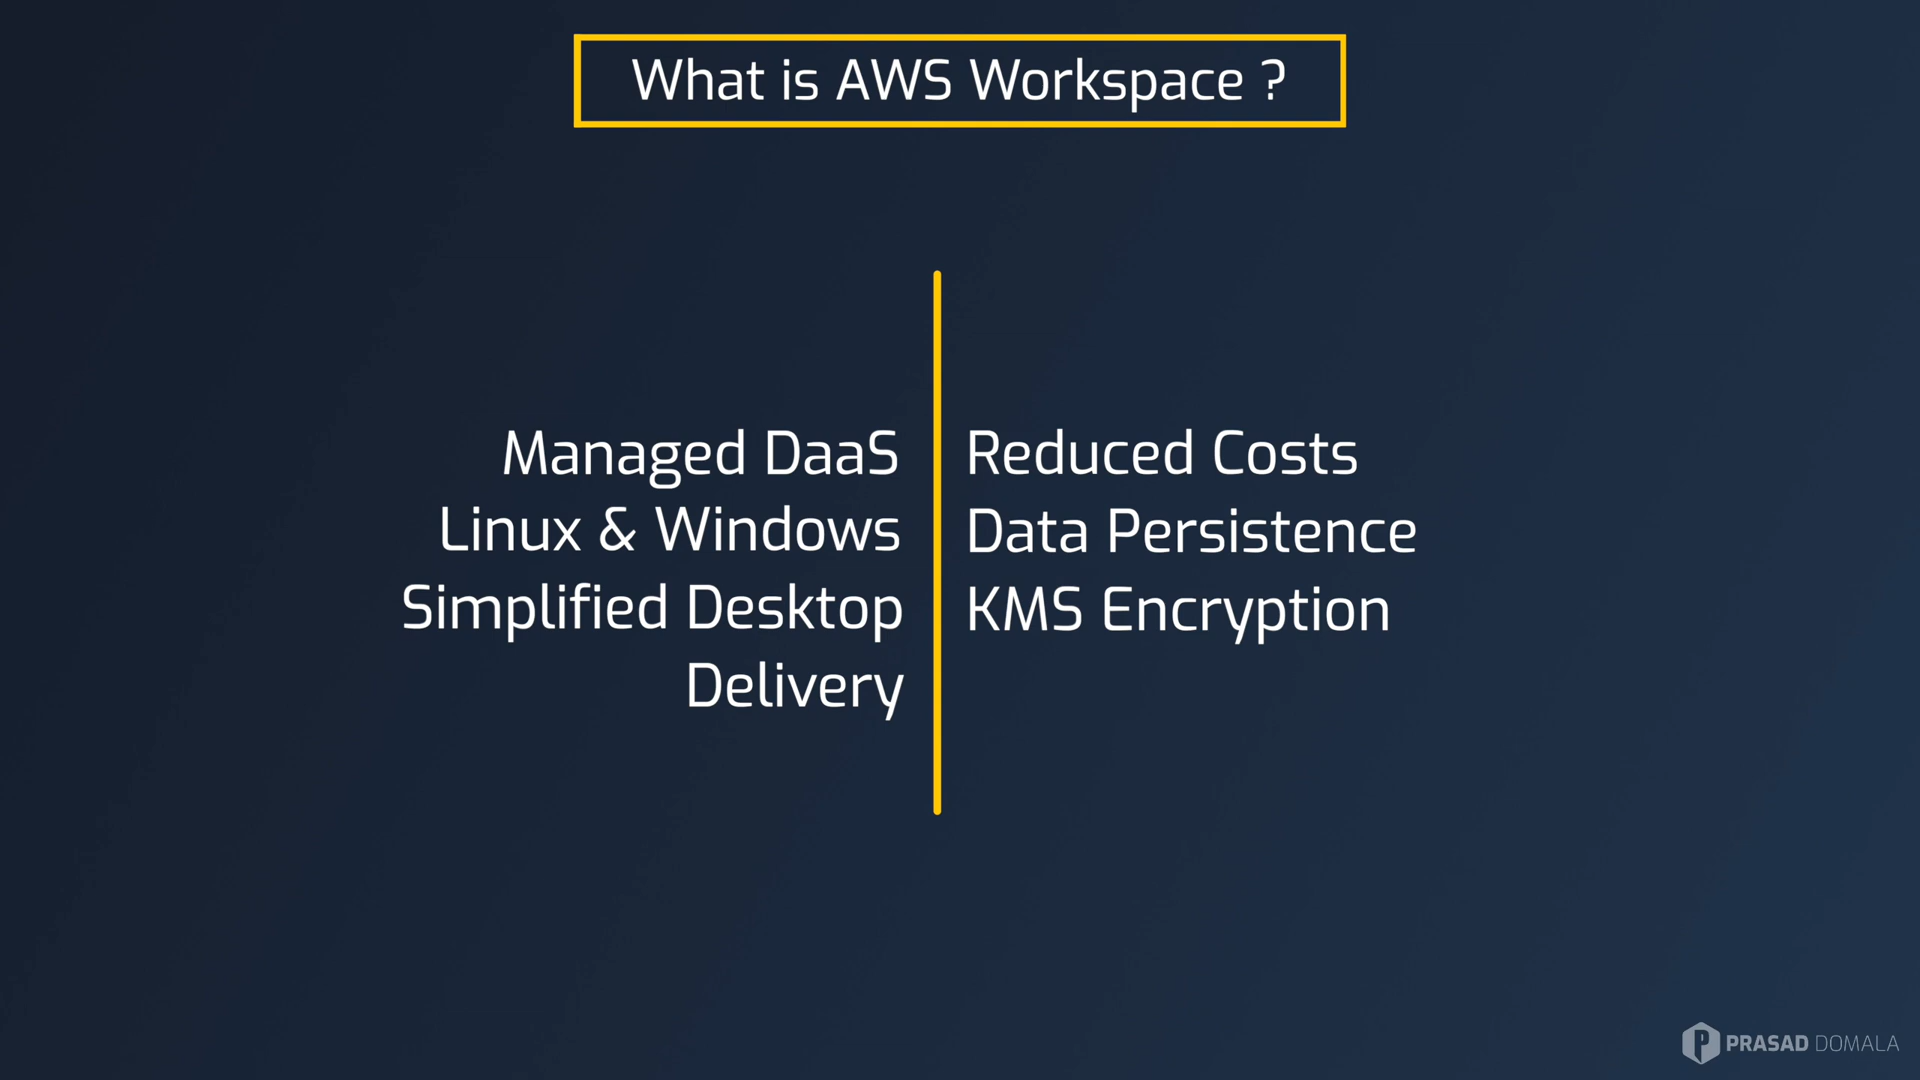 What is AWS Workspace ?
Managed DaaS
Linux & Windows
Simplified Desktop
Delivery
Reduced Costs
Data Persistence
KMS Encryption
PRASAD DOMALA